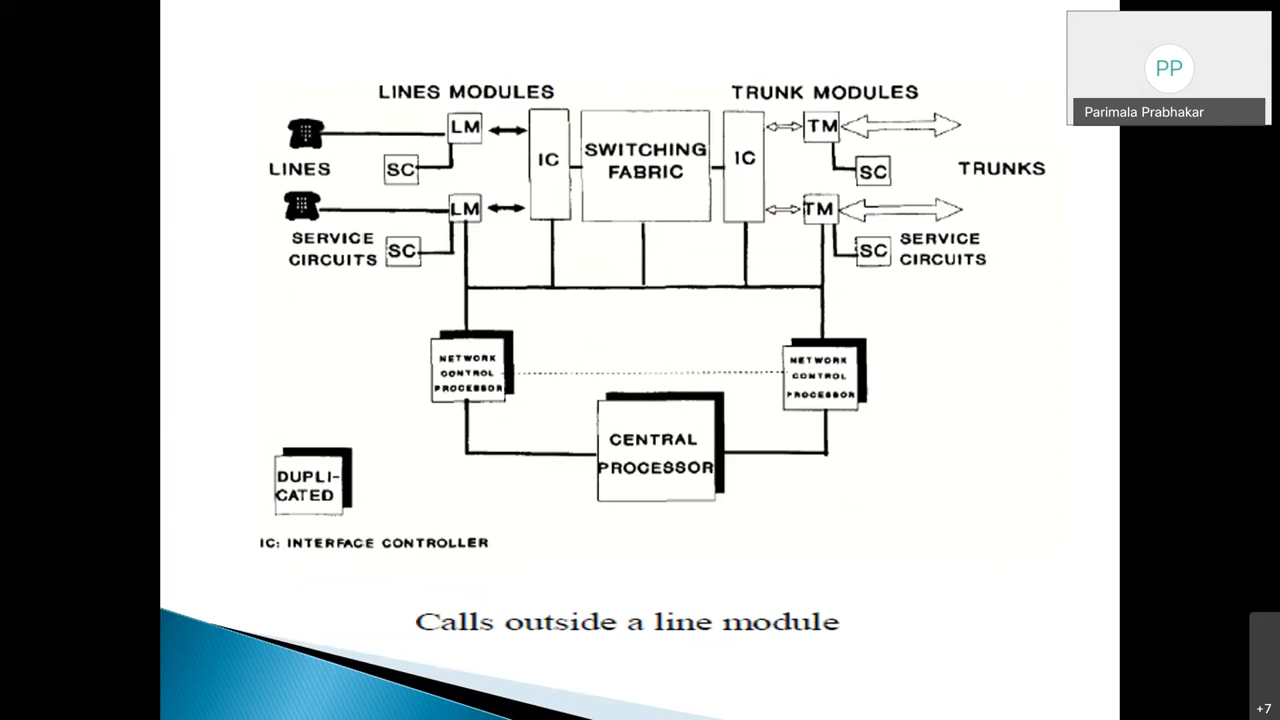 PP
Parimala Prabhakar
LINES MODULES
TRUNK MODULES
LM
IC
SWITCHING
FABRIC
IC
TM
LINES
SC
SC
TRUNKS
LM
TM
SERVICE
CIRCUITS
SC
SC
SERVICE
CIRCUITS
NETWORK
CONTROL
PROCESSOR
NETWORK
CONTROL
PROCESSOR
CENTRAL
PROCESSOR
DUPLI-
CATED
IC: INTERFACE CONTROLLER
Calls outside a line module
+7